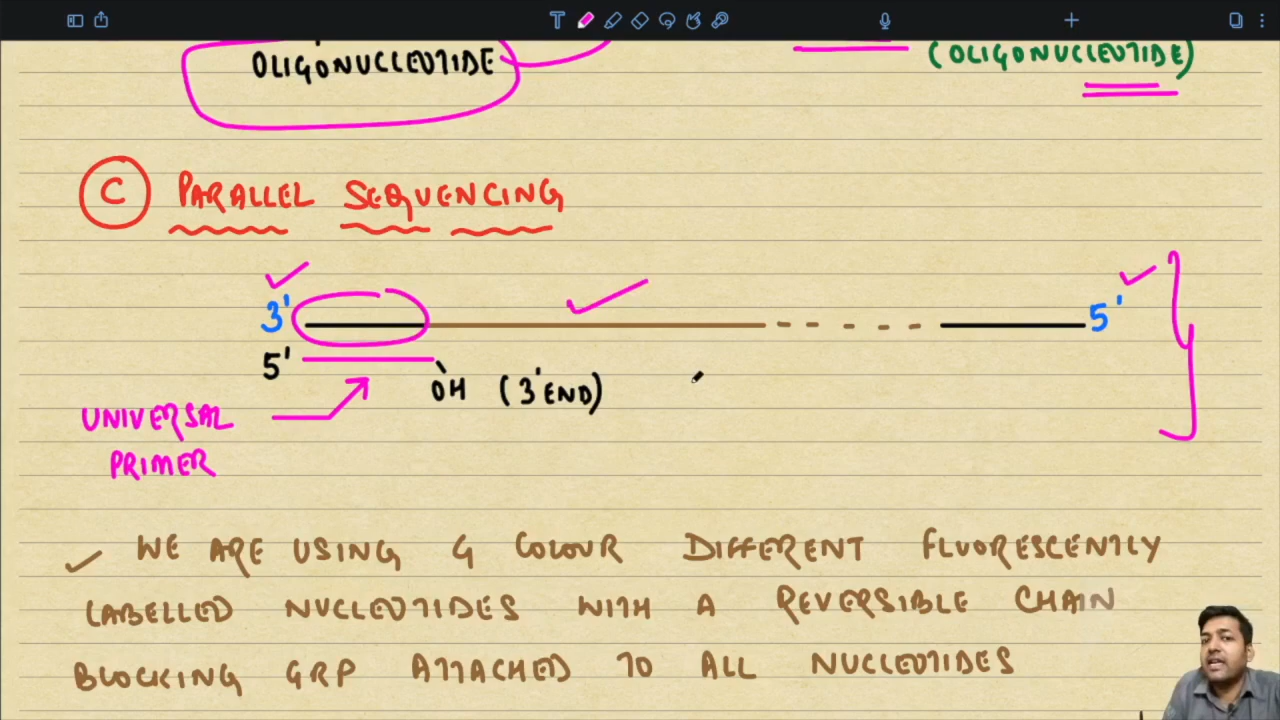 OLIGONUCLEOTIDE
(OLIGONUCLEOTIDE)
C PARALLEL SEQUENCING
3' 5'
5' OH (3' END)
UNIVERSAL
PRIMER
WE ARE USING 4 COLOUR DIFFERENT FLUORESCENTLY
LABELLED NUCLEOTIDES WITH A REVERSIBLE CHAIN
BLOCKING GRP ATTACHED TO ALL NUCLEOTIDES